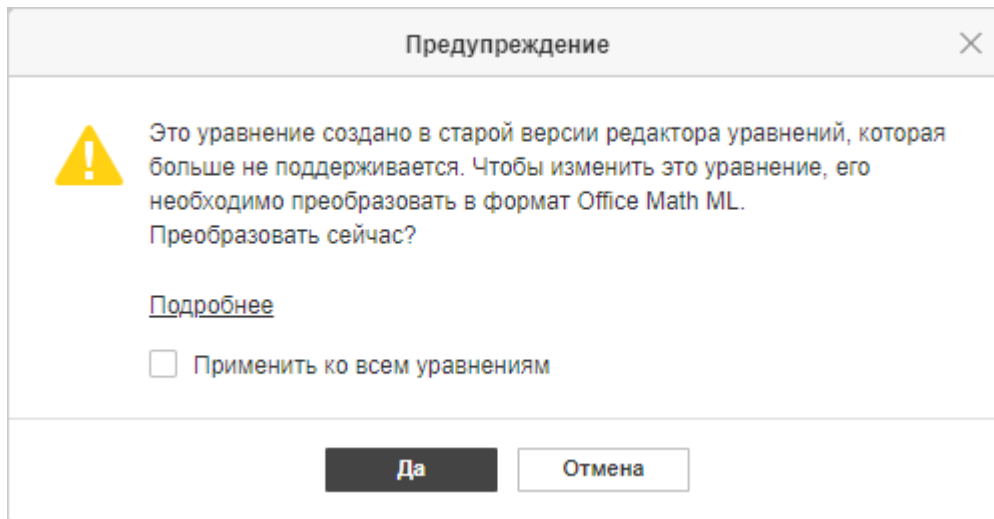 Предупреждение
Это уравнение создано в старой версии редактора уравнений, которая
больше не поддерживается. Чтобы изменить это уравнение, его
необходимо преобразовать в формат Office Math ML.
Преобразовать сейчас?
Подробнее
Применить ко всем уравнениям
Да
Отмена